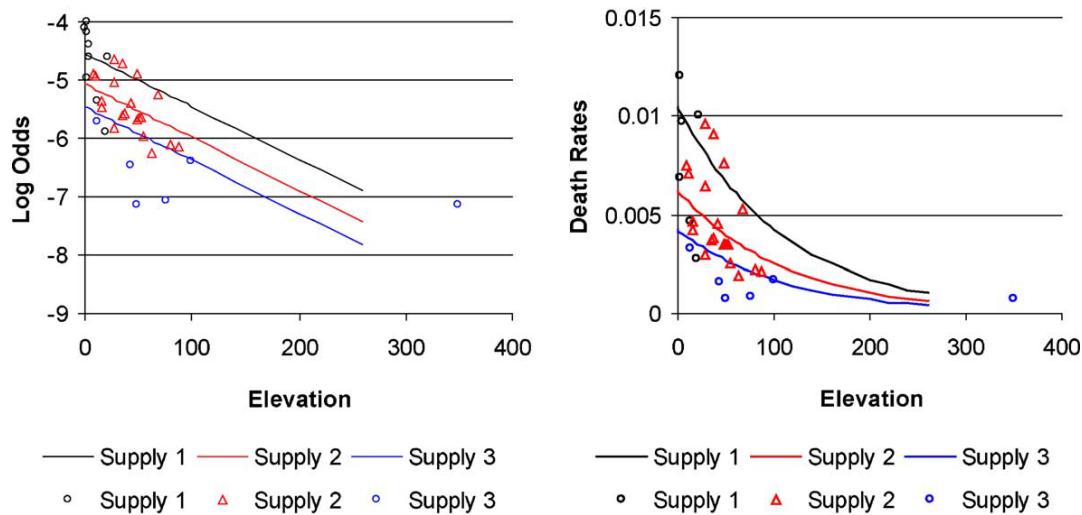 -4
-5
-6
-7
-8
-9
Log Odds
0
100
200
300
400
Elevation
Supply 1 Supply 2 Supply 3
Supply 1 Supply 2 Supply 3
0.015
0.01
0.005
0
Death Rates
0
100
200
300
400
Elevation
Supply 1 Supply 2 Supply 3
Supply 1 Supply 2 Supply 3